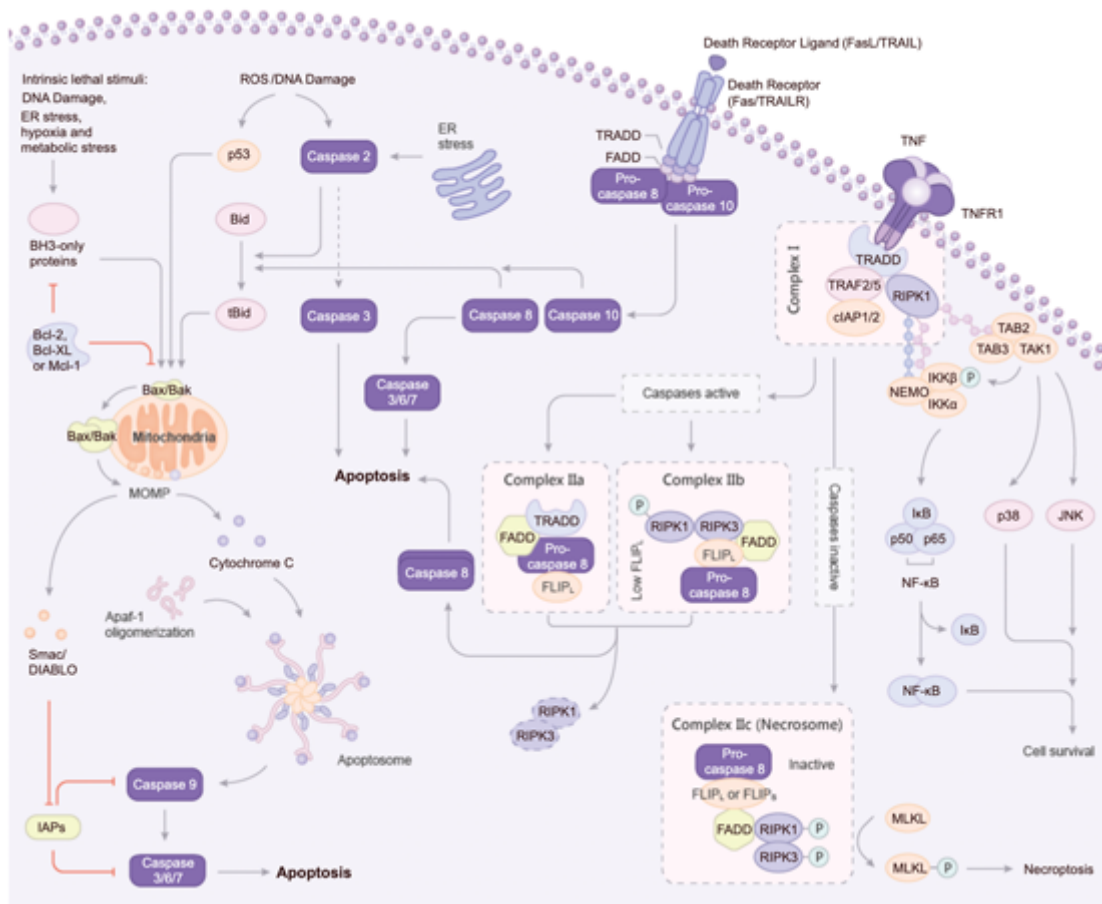 Death Receptor Ligand (FasL/TRAIL)
Intrinsic lethal stimuli:
DNA Damage,
ER stress,
hypoxia and
metabolic stress
ROS/DNA Damage
Death Receptor
(Fas/TRAILR)
TRADD
FADD
Pro-
caspase 8
Pro-
caspase 10
p53
Caspase 2
ER
stress
TNF
TNFR1
BH3-only
proteins
Bid
tBid
Caspase 3
Caspase 8
Caspase 10
Complex I
TRADD
TRAF2/5
RIPK1
cIAP1/2
TAB2
TAB3
TAK1
IKKβ
P
NEMO
IKKα
Bcl-2,
Bcl-XL
or Mcl-1
Bax/Bak
Bax/Bak
Mitochondria
MOMP
Caspase
3/6/7
Apoptosis
Caspases active
Caspases inactive
Complex IIa
TRADD
FADD
Pro-
caspase 8
FLIPL
Complex IIb
Low FLIPL
P
RIPK1
RIPK3
FADD
FLIPL
Pro-
caspase 8
IκB
p50
p65
NF-κB
p38
JNK
IκB
NF-κB
Cell survival
Cytochrome C
Caspase 8
Apaf-1
oligomerization
Smac/
DIABLO
RIPK1
RIPK3
Apoptosome
Complex IIc (Necrosome)
Pro-
caspase 8
Inactive
FLIPL or FLIPS
FADD
RIPK1
P
RIPK3
P
MLKL
MLKL
P
Necroptosis
Caspase 9
IAPs
Caspase
3/6/7
Apoptosis